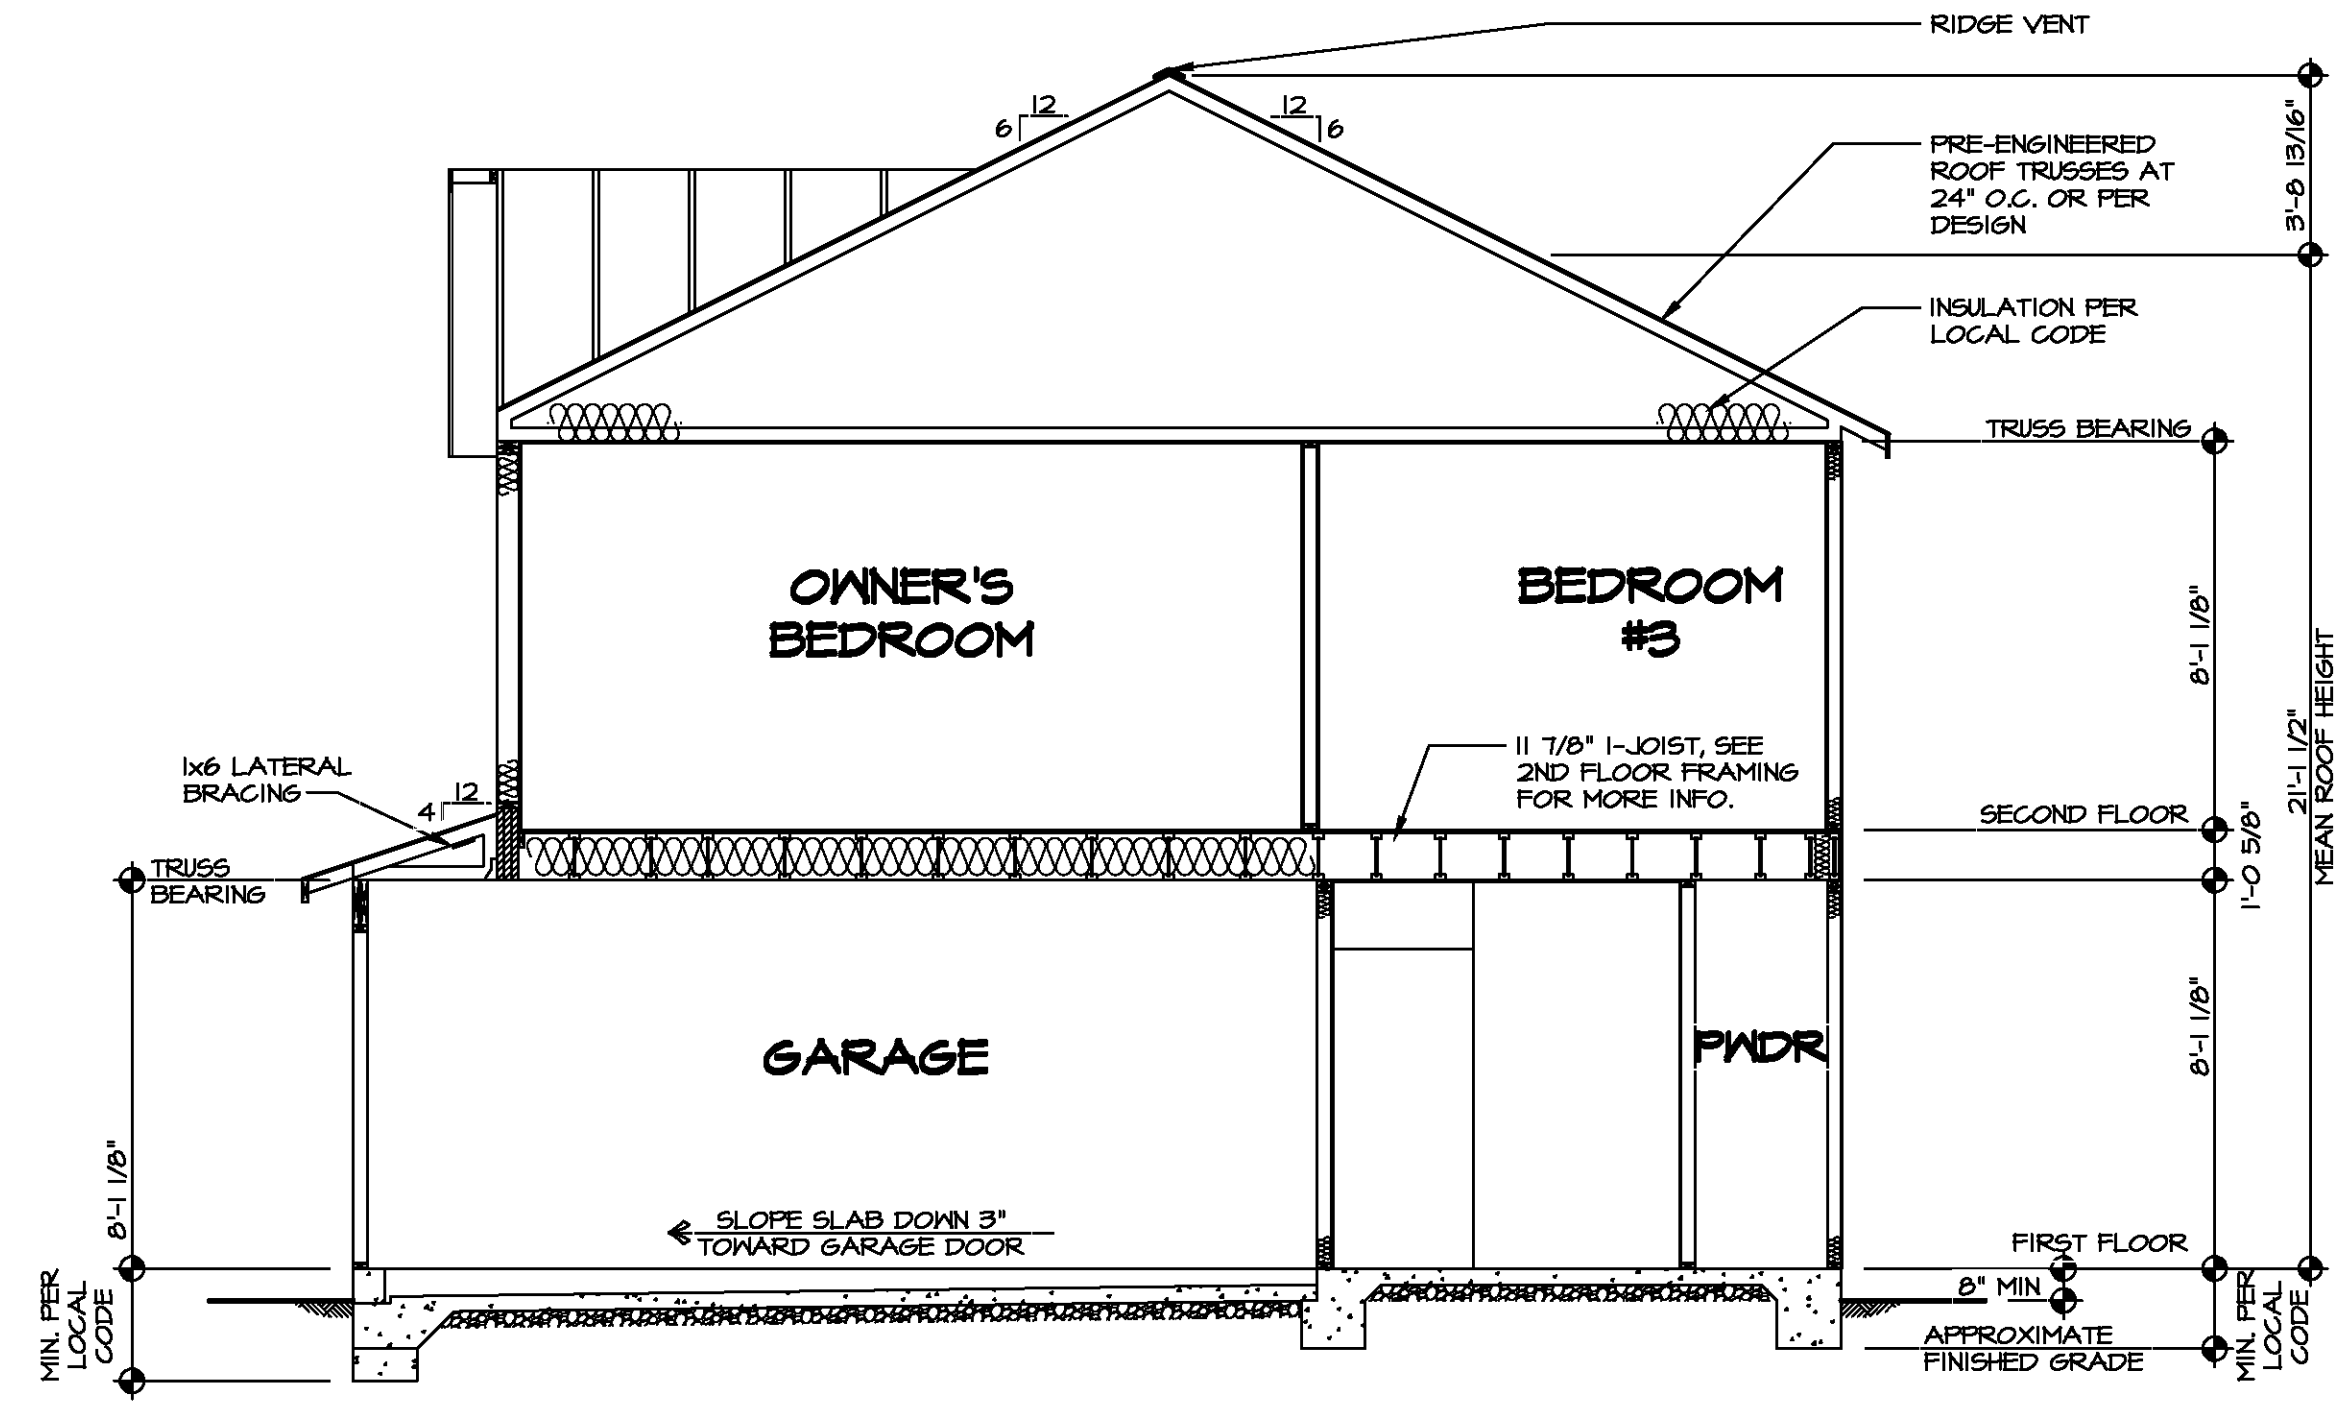 RIDGE VENT
12
6
12
6
3'-8 13/16"
PRE-ENGINEERED
ROOF TRUSSES AT
24" O.C. OR PER
DESIGN
INSULATION PER
LOCAL CODE
TRUSS BEARING
OWNER'S
BEDROOM
BEDROOM
#3
8'-1 1/8"
21'-1 1/2"
MEAN ROOF HEIGHT
11 7/8" I-JOIST, SEE
2ND FLOOR FRAMING
FOR MORE INFO.
1x6 LATERAL
BRACING
4
12
SECOND FLOOR
1'-0 5/8"
TRUSS
BEARING
GARAGE
PWDR
8'-1 1/8"
8'-1 1/8"
SLOPE SLAB DOWN 3"
TOWARD GARAGE DOOR
FIRST FLOOR
8" MIN
MIN. PER
LOCAL
CODE
APPROXIMATE
FINISHED GRADE
MIN. PER
LOCAL
CODE